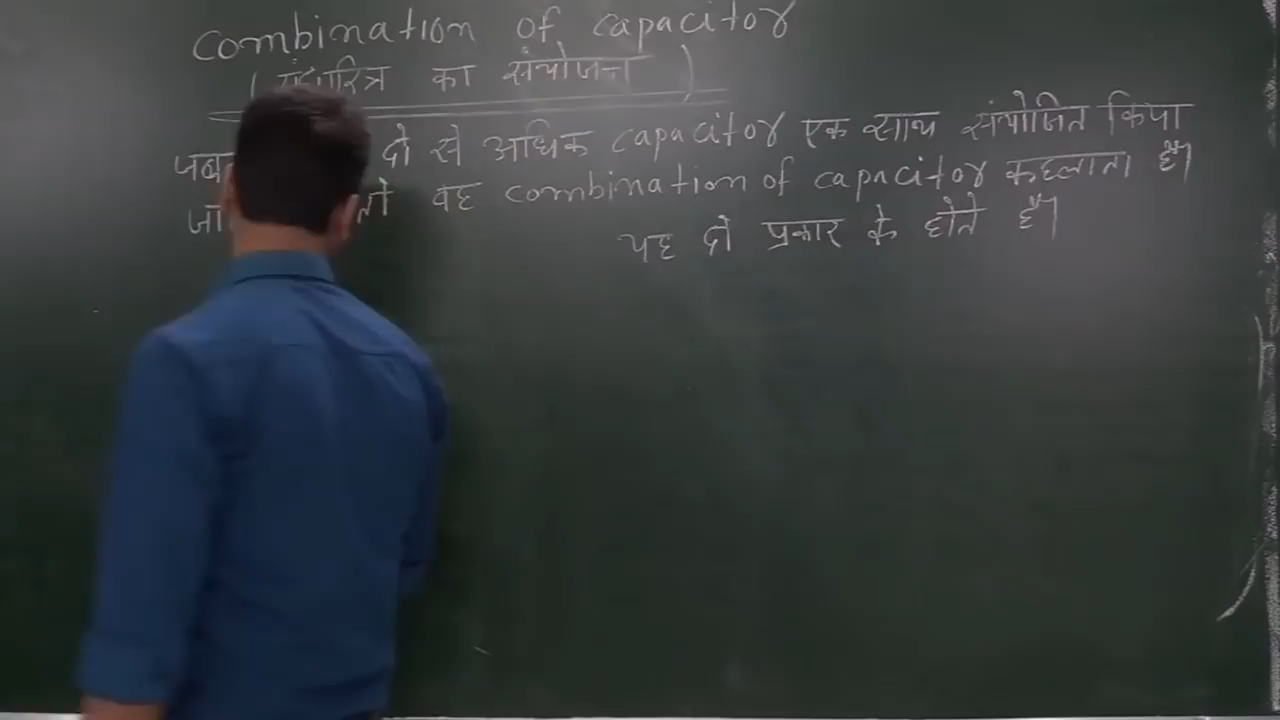 Combination of capacitor
का संयोजन )
जब दो से अधिक capacitor एक साथ संयोजित किया
जा तो वह combination of capacitor कहलाता है।
यह दो प्रकार के होते है।